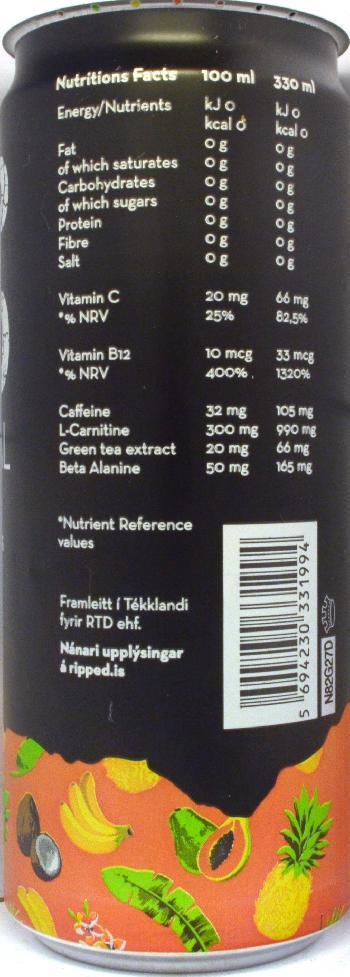 Nutritions Facts 100 ml 330 ml
Energy/Nutrients kJ 0 kJ 0
kcal 0 kcal 0
Fat 0 g 0 g
of which saturates 0 g 0 g
Carbohydrates 0 g 0 g
of which sugars 0 g 0 g
Protein 0 g 0 g
Fibre 0 g 0 g
Salt 0 g 0 g
Vitamin C 20 mg 66 mg
*% NRV 25% 82,5%
Vitamin B12 10 mcg 33 mcg
*% NRV 400% 1320%
Caffeine 32 mg 105 mg
L-Carnitine 300 mg 990 mg
Green tea extract 20 mg 66 mg
Beta Alanine 50 mg 165 mg
*Nutrient Reference
values
Framleitt í Tékklandi
fyrir RTD ehf.
Nánari upplýsingar
á ripped.is
5 694230 331994
N82G27D